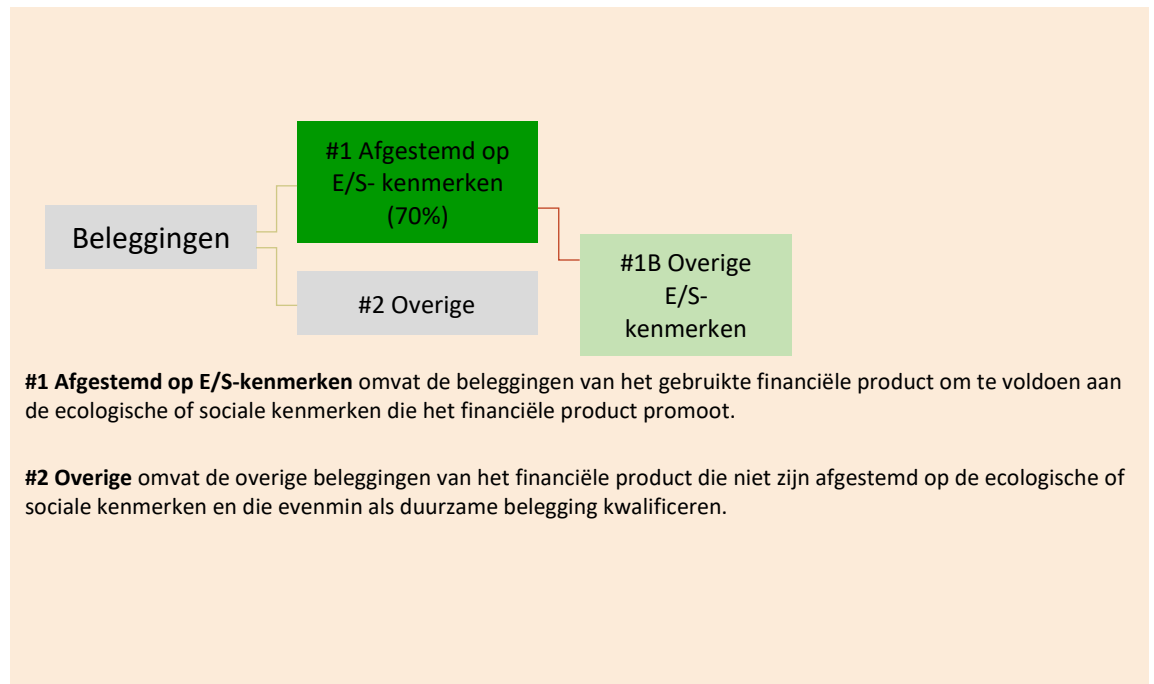 #1 Afgestemd op
E/S- kenmerken
(70%)
Beleggingen
#2 Overige
#1B Overige
E/S-
kenmerken
#1 Afgestemd op E/S-kenmerken omvat de beleggingen van het gebruikte financiële product om te voldoen aan
de ecologische of sociale kenmerken die het financiële product promoot.
#2 Overige omvat de overige beleggingen van het financiële product die niet zijn afgestemd op de ecologische of
sociale kenmerken en die evenmin als duurzame belegging kwalificeren.